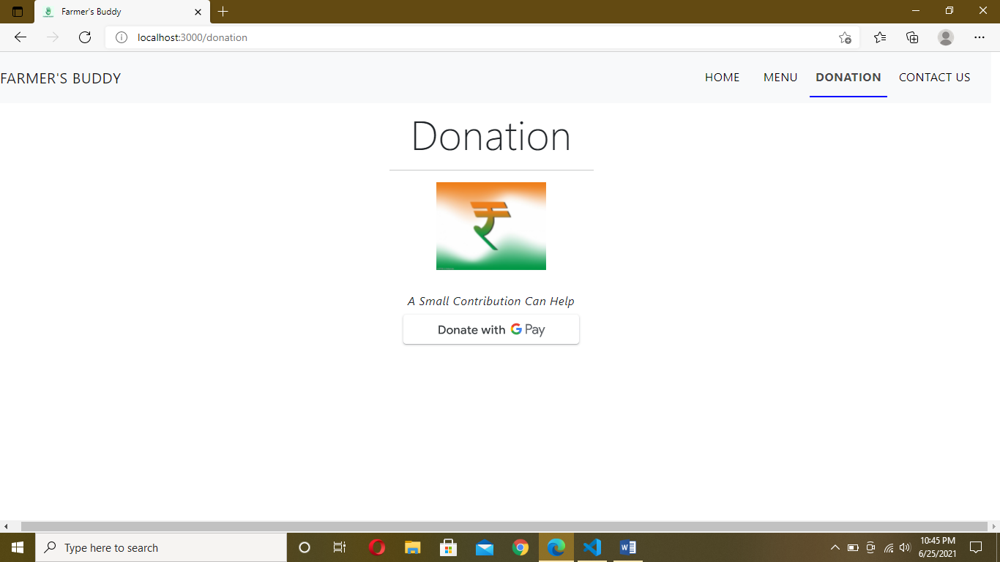 Farmer's Buddy
localhost:3000/donation
FARMER'S BUDDY
HOME MENU DONATION CONTACT US
Donation
A Small Contribution Can Help
Donate with G Pay
Type here to search
10:45 PM
6/25/2021